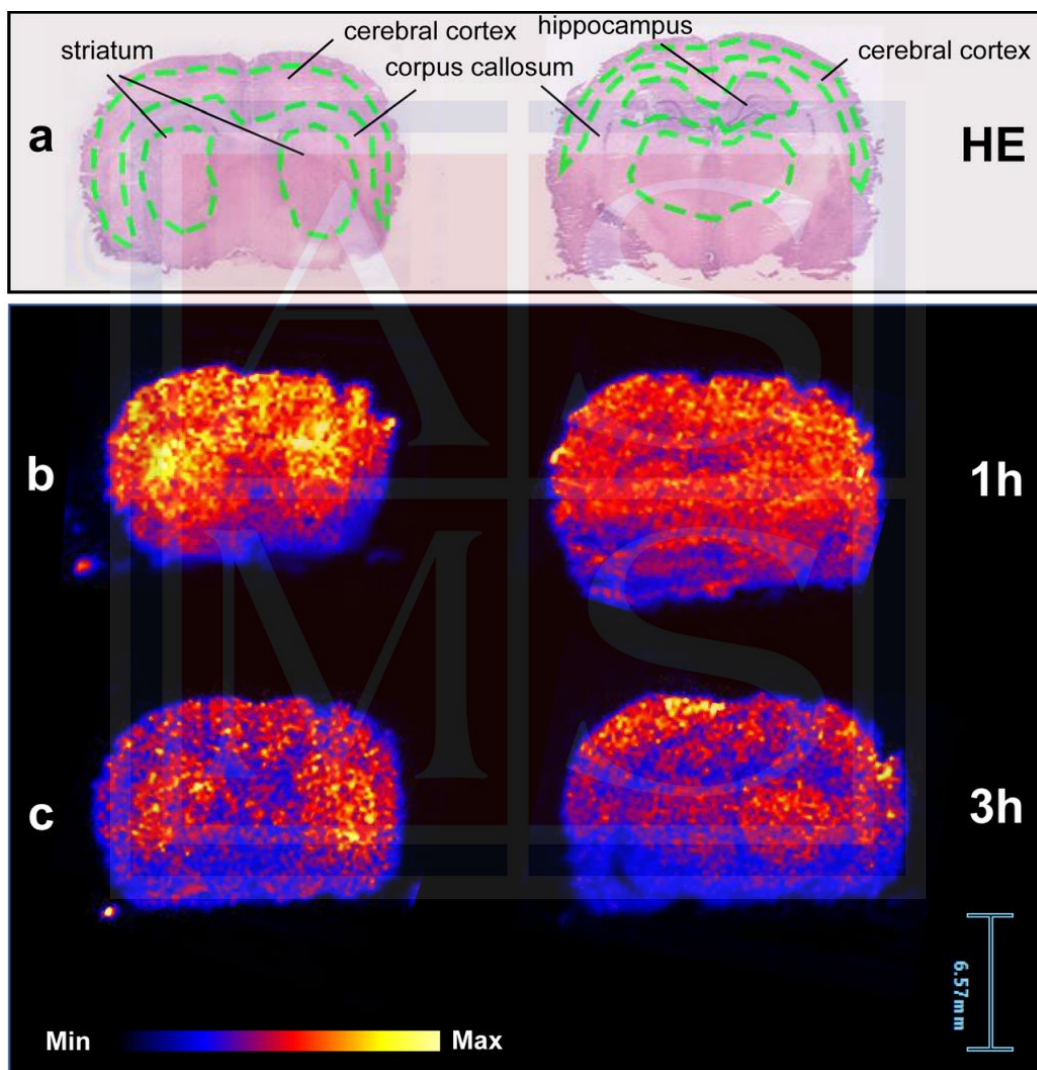 striatum
cerebral cortex
hippocampus
corpus callosum
cerebral cortex
a
HE
b
1h
c
3h
6.57mm
Min
Max
A S
M S